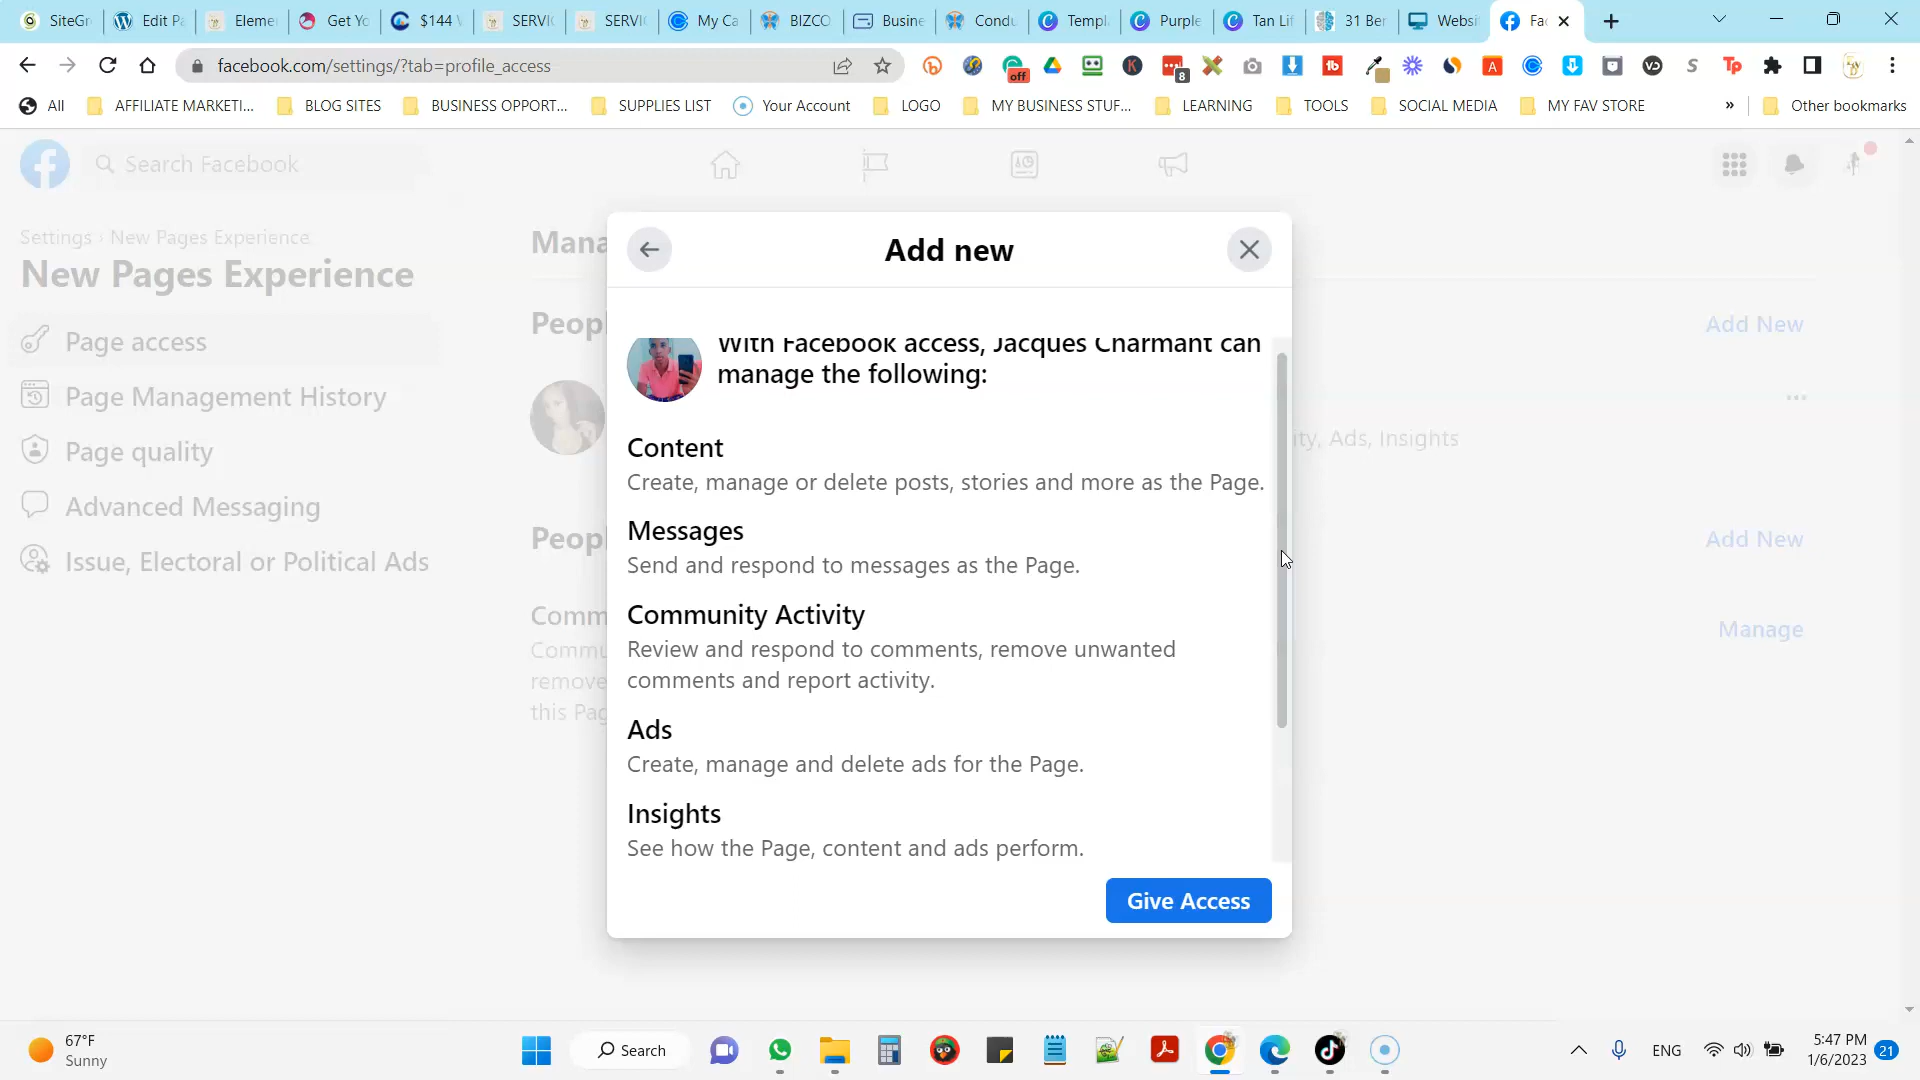 SiteGr
Edit Pa
Eleme
Get Yo
$144 V
SERVIC
SERVIC
My Ca
BIZCO
Busine
Condu
Templ
Purple
Tan Lif
31 Ber
Websi
Fac
facebook.com/settings/?tab=profile_access
off
8
All
AFFILIATE MARKETI...
BLOG SITES
BUSINESS OPPORT...
SUPPLIES LIST
Your Account
LOGO
MY BUSINESS STUF...
LEARNING
TOOLS
SOCIAL MEDIA
MY FAV STORE
»
Other bookmarks
Search Facebook
Settings › New Pages Experience
New Pages Experience
Page access
Page Management History
Page quality
Advanced Messaging
Issue, Electoral or Political Ads
Mana
Peopl
Add New
ity, Ads, Insights
Peopl
Add New
Comm
Manage
Commu
remove
this Pag
Add new
With Facebook access, Jacques Charmant can
manage the following:
Content
Create, manage or delete posts, stories and more as the Page.
Messages
Send and respond to messages as the Page.
Community Activity
Review and respond to comments, remove unwanted
comments and report activity.
Ads
Create, manage and delete ads for the Page.
Insights
See how the Page, content and ads perform.
Give Access
67°F
Sunny
Search
ENG
5:47 PM
1/6/2023
21